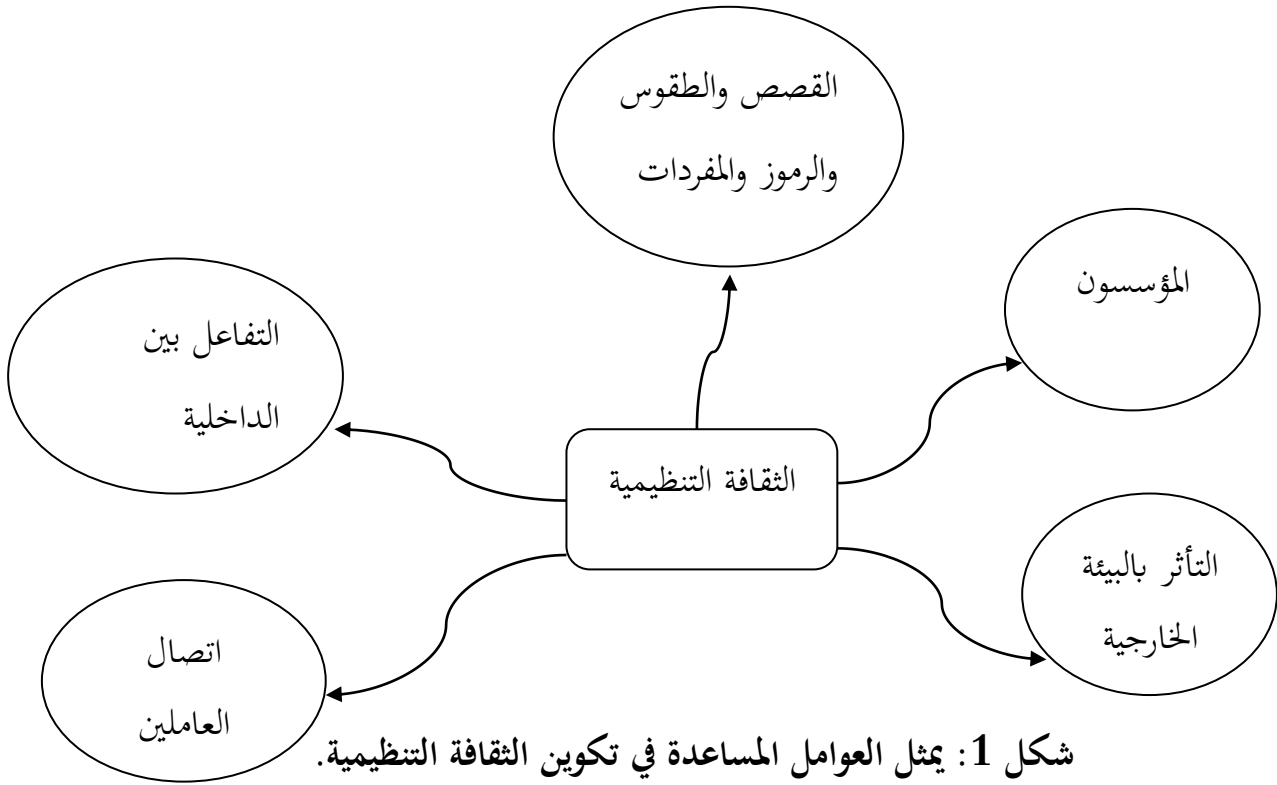 القصص والطقوس
والرموز والمفردات
المؤسسون
التفاعل بين
الداخلية
الثقافة التنظيمية
التأثر بالبيئة
الخارجية
اتصال
العاملين
شكل 1: يمثل العوامل المساعدة في تكوين الثقافة التنظيمية.